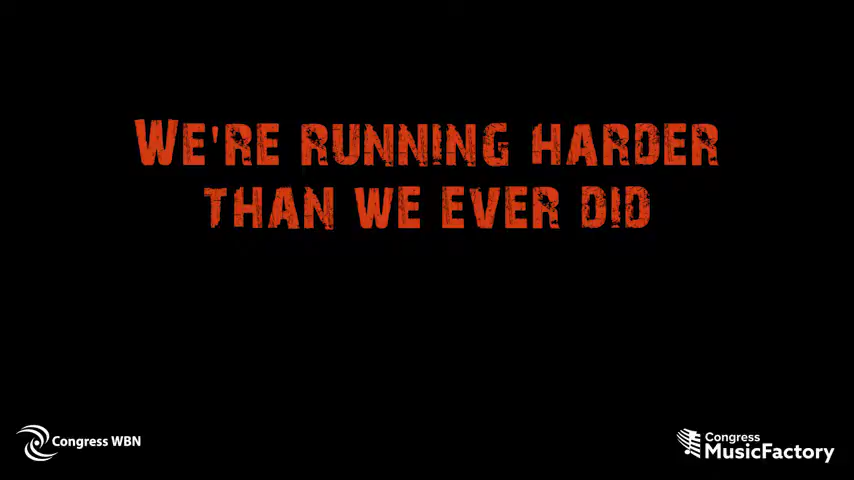 WE'RE RUNNING HARDER
THAN WE EVER DID
Congress WBN
Congress
MusicFactory